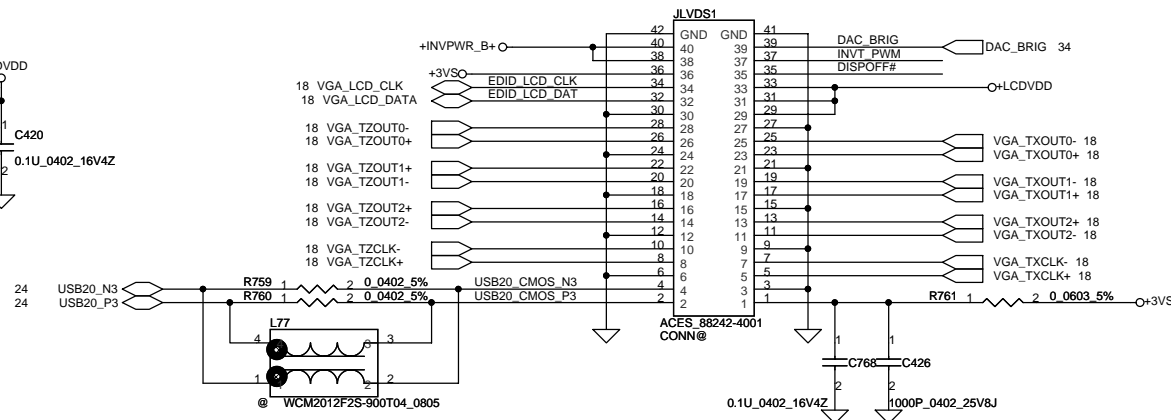 JLVDS1
42 GND GND 41
+INVPWR_B+ 40 40 39 39 DAC_BRIG DAC_BRIG 34
38 38 37 37 INVT_PWM
+3VS 36 36 35 35 DISPOFF#
18 VGA_LCD_CLK EDID_LCD_CLK 34 34 33 33 +LCDVDD
18 VGA_LCD_DATA EDID_LCD_DAT 32 32 31 31
30 30 29 29
18 VGA_TZOUT0- 28 28 27 27
18 VGA_TZOUT0+ 26 26 25 25 VGA_TXOUT0- 18
24 24 23 23 VGA_TXOUT0+ 18
18 VGA_TZOUT1+ 22 22 21 21
18 VGA_TZOUT1- 20 20 19 19 VGA_TXOUT1- 18
18 18 17 17 VGA_TXOUT1+ 18
18 VGA_TZOUT2+ 16 16 15 15
18 VGA_TZOUT2- 14 14 13 13 VGA_TXOUT2+ 18
12 12 11 11 VGA_TXOUT2- 18
18 VGA_TZCLK- 10 10 9 9
18 VGA_TZCLK+ 8 8 7 7 VGA_TXCLK- 18
6 6 5 5 VGA_TXCLK+ 18
24 USB20_N3 R759 1 2 0_0402_5% USB20_CMOS_N3 4 4 3 3
24 USB20_P3 R760 1 2 0_0402_5% USB20_CMOS_P3 2 2 1 1 R761 1 2 0_0603_5% +3VS
ACES_88242-4001
CONN@
1
C420
0.1U_0402_16V4Z
2
L77
4 3 3
1 2 2
@ WCM2012F2S-900T04_0805
1 1
C768 C426
2 2
0.1U_0402_16V4Z 1000P_0402_25V8J